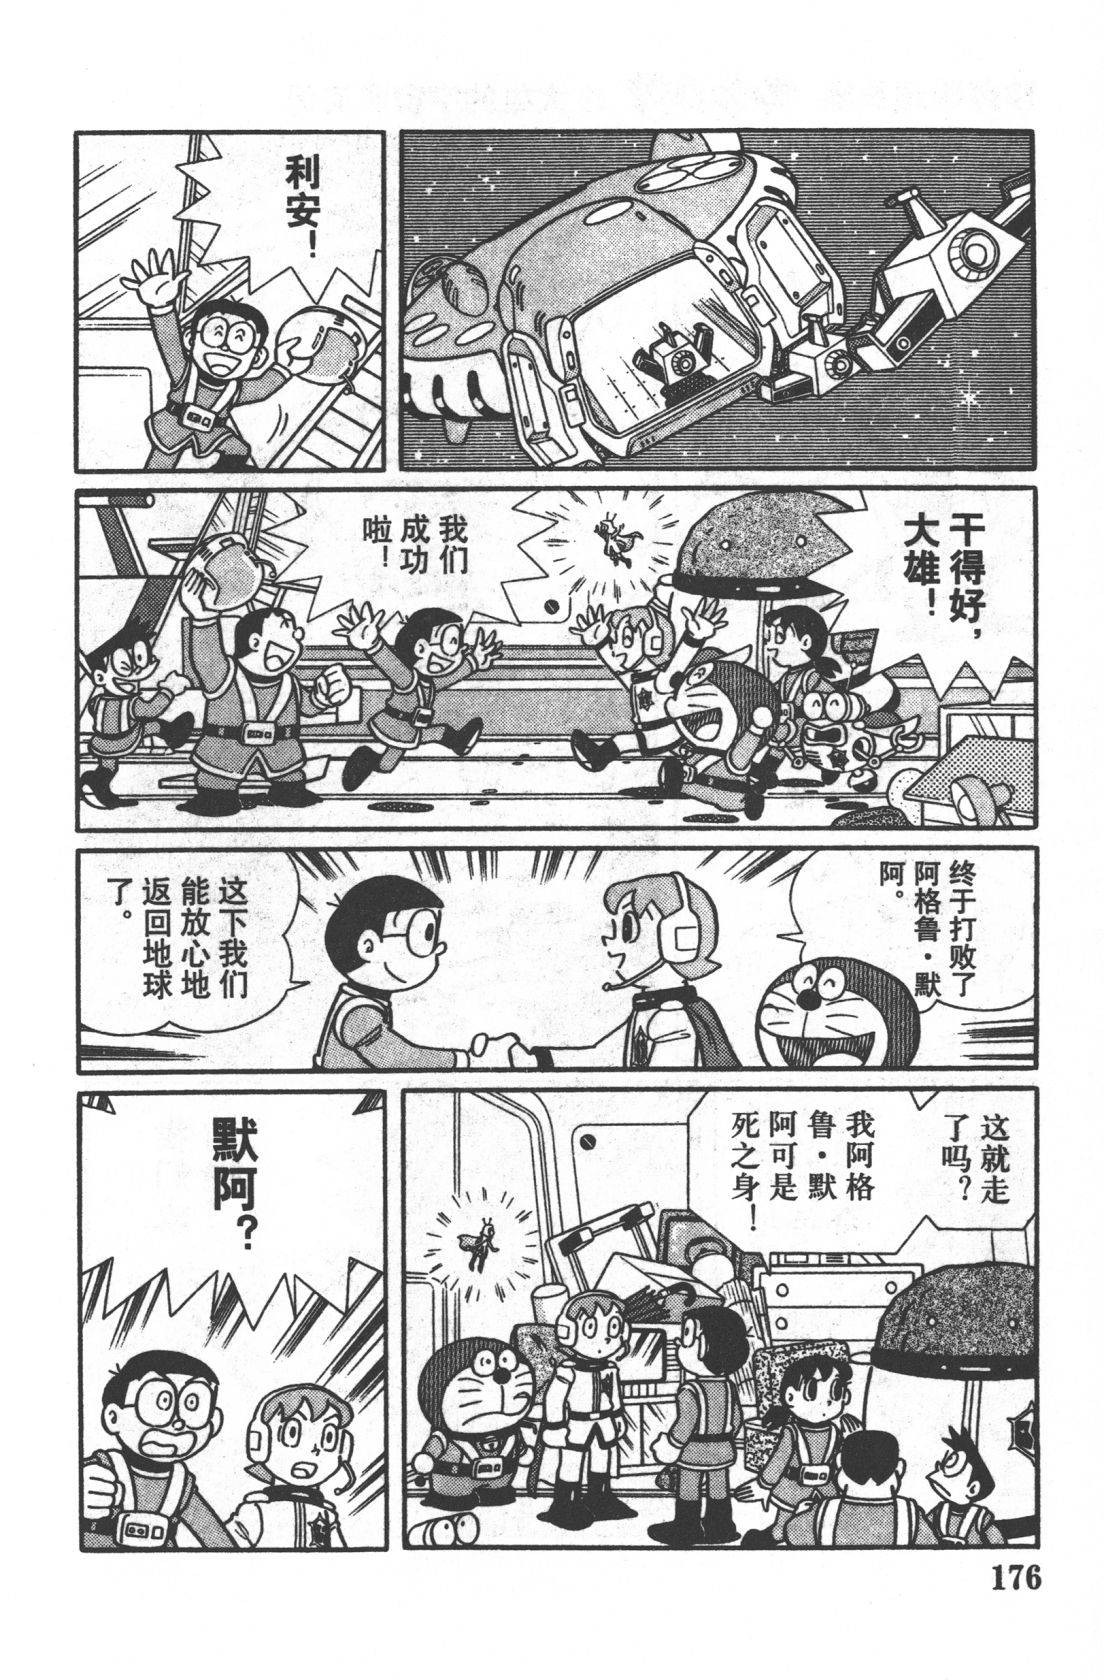 利安！
干得好，
大雄！
我们
成功
啦！
终于打败了
阿格鲁·默
阿。
这下我们
能放心地
返回地球
了。
这就走
了吗？
我阿格
鲁·默
阿可是
死之身！
默阿？
176